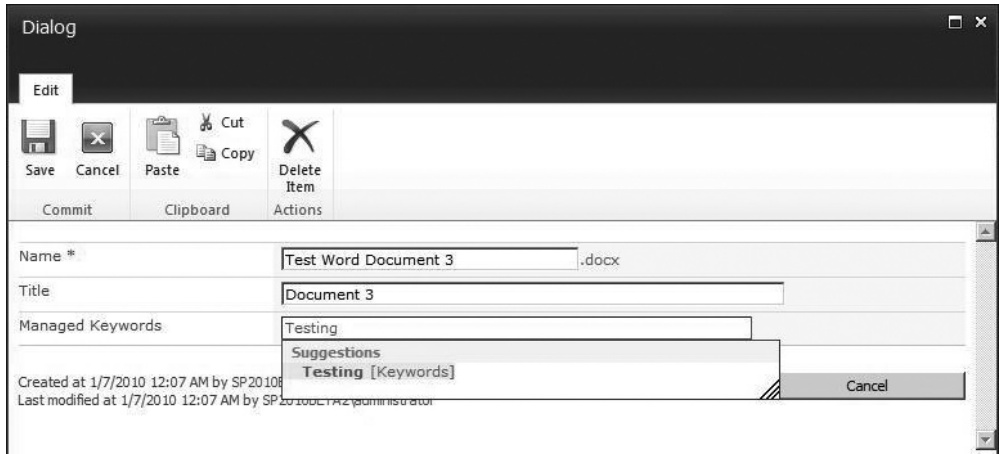 Dialog
Edit
Save
Cancel
Paste
Cut
Copy
Delete
Item
Commit
Clipboard
Actions
Name *
Test Word Document 3
.docx
Title
Document 3
Managed Keywords
Testing
Suggestions
Testing [Keywords]
Created at 1/7/2010 12:07 AM by
Last modified at 1/7/2010 12:07 AM by
Cancel